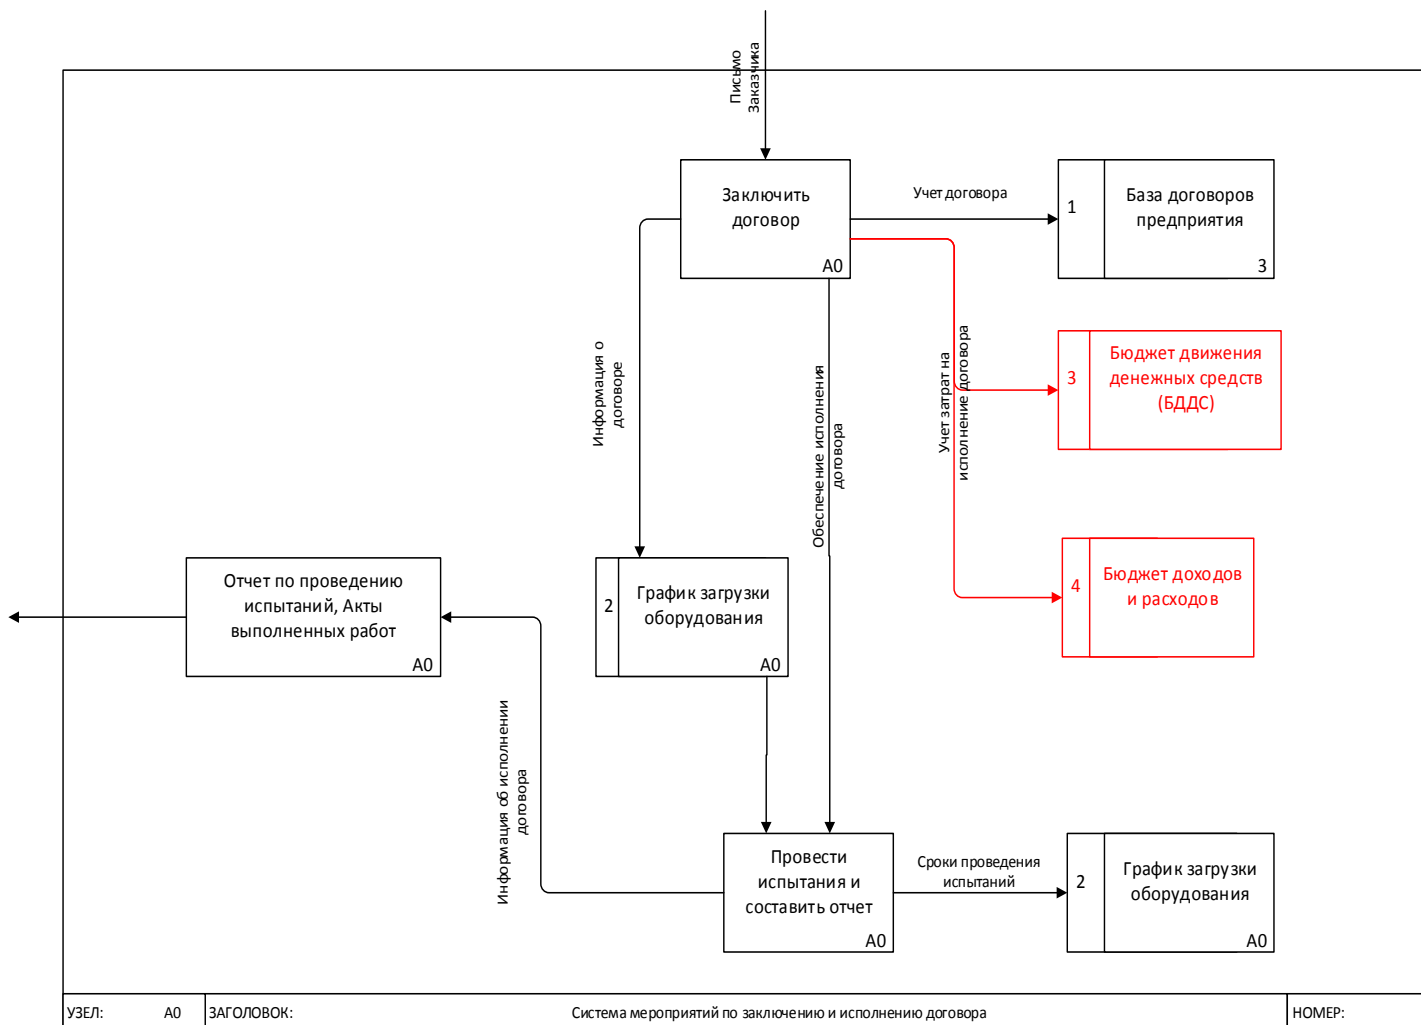 Письмо
Заказчика
Заключить
договор
A0
Учет договора
1
База договоров
предприятия
3
Информация о
договоре
Обеспечение исполнения
договора
Учет затрат на
исполнение договора
3
Бюджет движения
денежных средств
(БДДС)
4
Бюджет доходов
и расходов
Отчет по проведению
испытаний, Акты
выполненных работ
A0
2
График загрузки
оборудования
A0
Информация об исполнении
договора
Провести
испытания и
составить отчет
A0
Сроки проведения
испытаний
2
График загрузки
оборудования
A0
УЗЕЛ: A0 ЗАГОЛОВОК: Система мероприятий по заключению и исполнению договора НОМЕР: